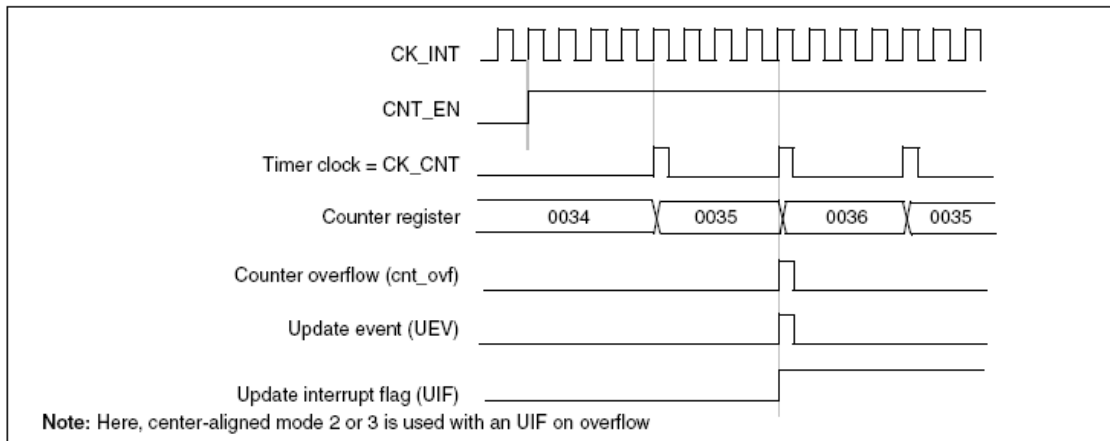 CK_INT
CNT_EN
Timer clock = CK_CNT
Counter register 0034 0035 0036 0035
Counter overflow (cnt_ovf)
Update event (UEV)
Update interrupt flag (UIF)
Note: Here, center-aligned mode 2 or 3 is used with an UIF on overflow